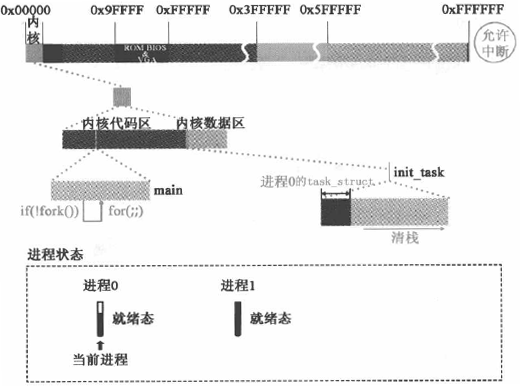 0x00000 0x9FFFF 0xFFFFF 0x3FFFFF 0x5FFFFF 0xFFFFFF
内核
ROM BIOS
&
VGA
允许
中断
内核代码区 内核数据区
init_task
进程0的task_struct
main
if(!fork()) for(;;)
清栈
进程状态
进程0 进程1
就绪态 就绪态
当前进程